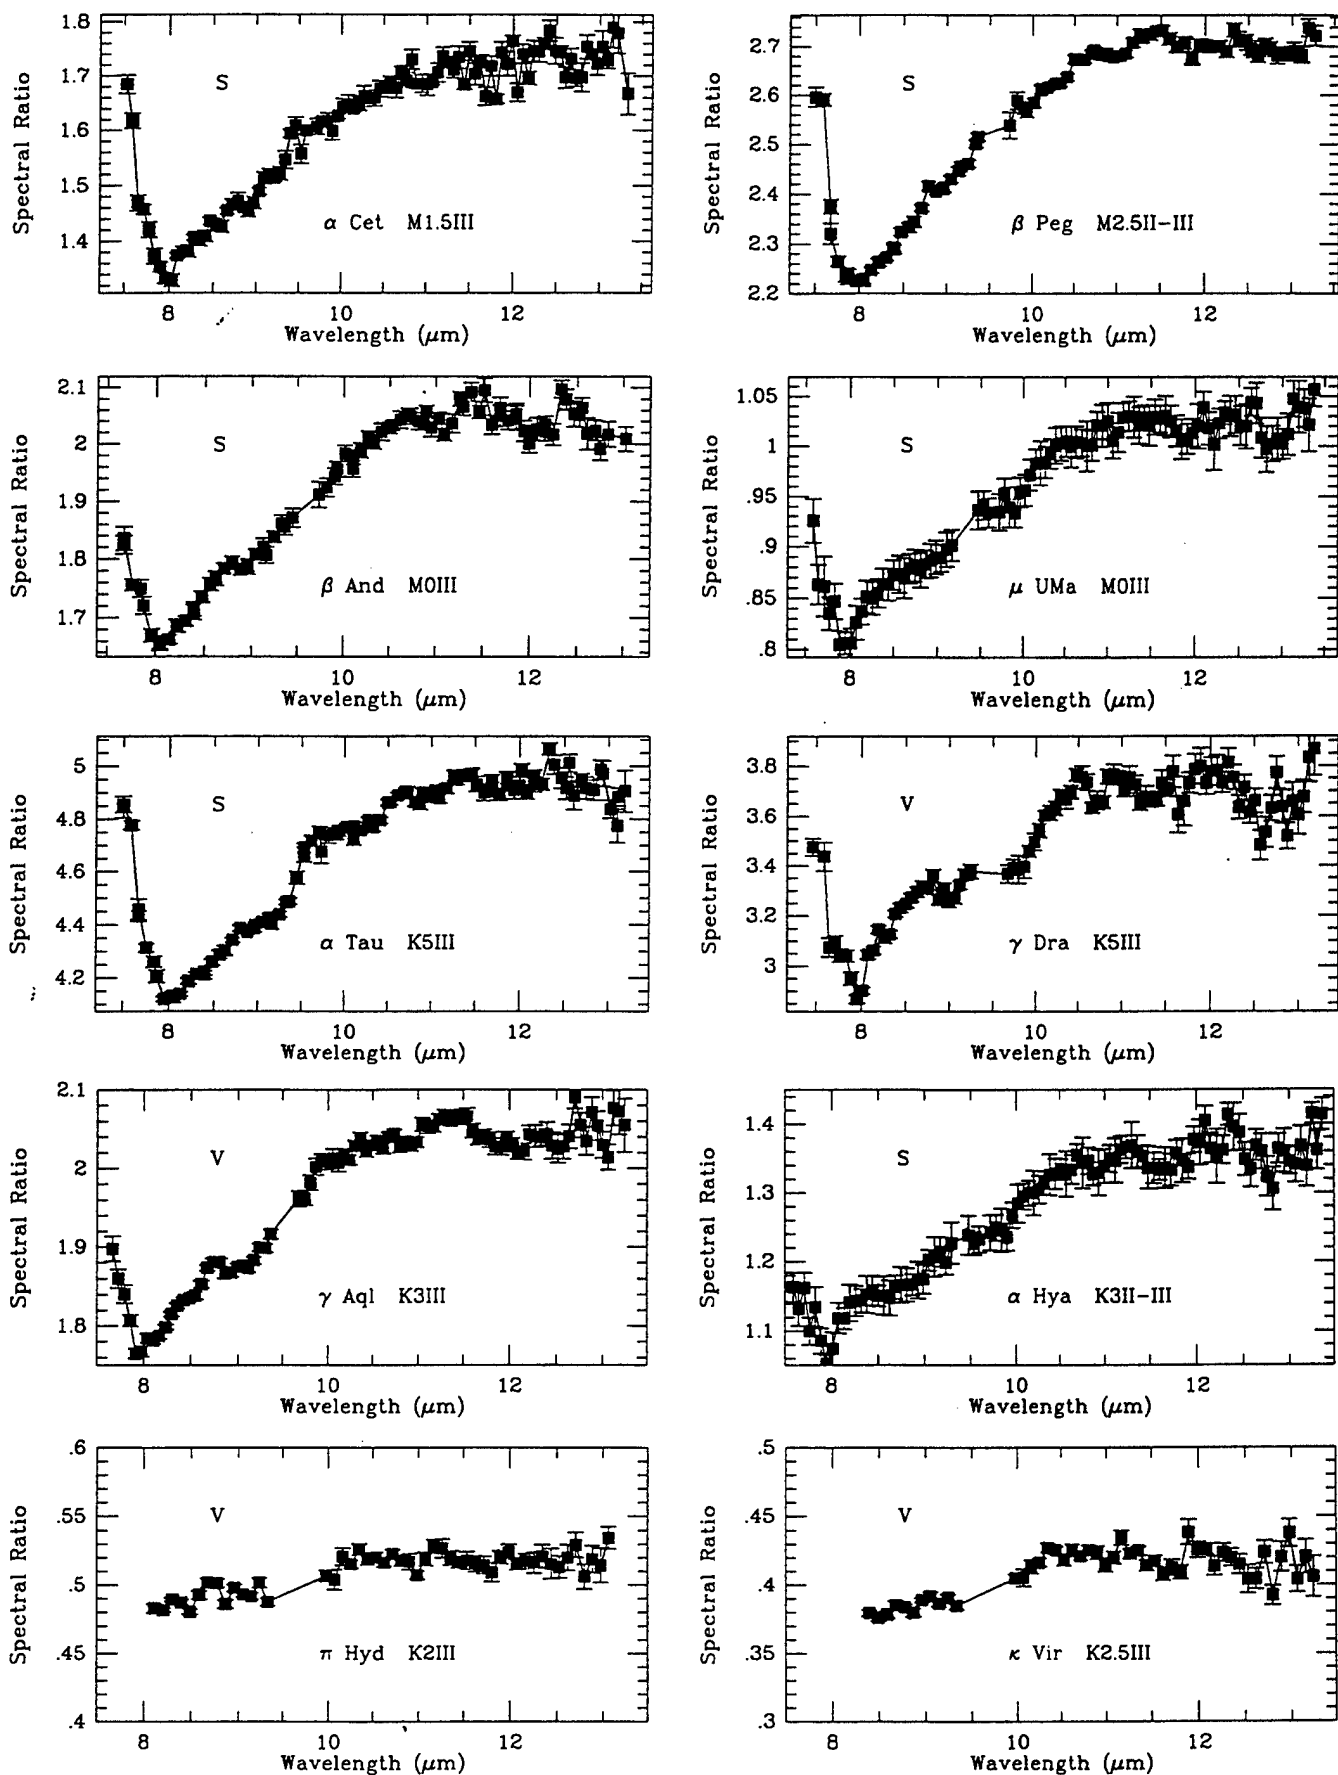 1.8
1.7
1.6
1.5
1.4
Spectral Ratio
S
α Cet M1.5III
8 10 12
Wavelength (μm)
2.7
2.6
2.5
2.4
2.3
2.2
Spectral Ratio
S
β Peg M2.5II-III
8 10 12
Wavelength (μm)
2.1
2
1.9
1.8
1.7
Spectral Ratio
S
β And M0III
8 10 12
Wavelength (μm)
1.05
1
.95
.9
.85
.8
Spectral Ratio
S
μ UMa M0III
8 10 12
Wavelength (μm)
5
4.8
4.6
4.4
4.2
Spectral Ratio
S
α Tau K5III
8 10 12
Wavelength (μm)
3.8
3.6
3.4
3.2
3
Spectral Ratio
V
γ Dra K5III
8 10 12
Wavelength (μm)
2.1
2
1.9
1.8
Spectral Ratio
V
γ Aql K3III
8 10 12
Wavelength (μm)
1.4
1.3
1.2
1.1
Spectral Ratio
S
α Hya K3II-III
8 10 12
Wavelength (μm)
.6
.55
.5
.45
.4
Spectral Ratio
V
π Hyd K2III
8 10 12
Wavelength (μm)
.5
.45
.4
.35
.3
Spectral Ratio
V
κ Vir K2.5III
8 10 12
Wavelength (μm)